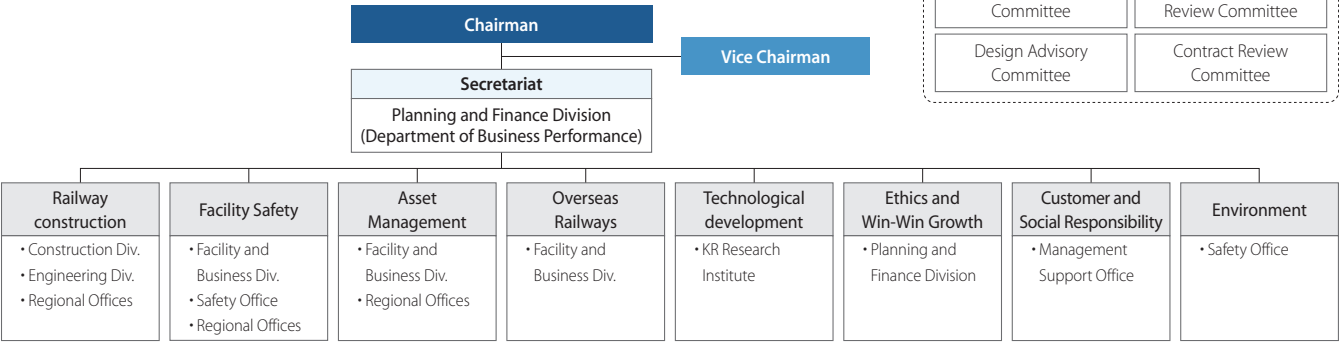 Committee
Review Committee
Design Advisory
Committee
Contract Review
Committee
Chairman
Vice Chairman
Secretariat
Planning and Finance Division
(Department of Business Performance)
Railway
construction
• Construction Div.
• Engineering Div.
• Regional Offices
Facility Safety
• Facility and
Business Div.
• Safety Office
• Regional Offices
Asset
Management
• Facility and
Business Div.
• Regional Offices
Overseas
Railways
• Facility and
Business Div.
Technological
development
• KR Research
Institute
Ethics and
Win-Win Growth
• Planning and
Finance Division
Customer and
Social Responsibility
• Management
Support Office
Environment
• Safety Office